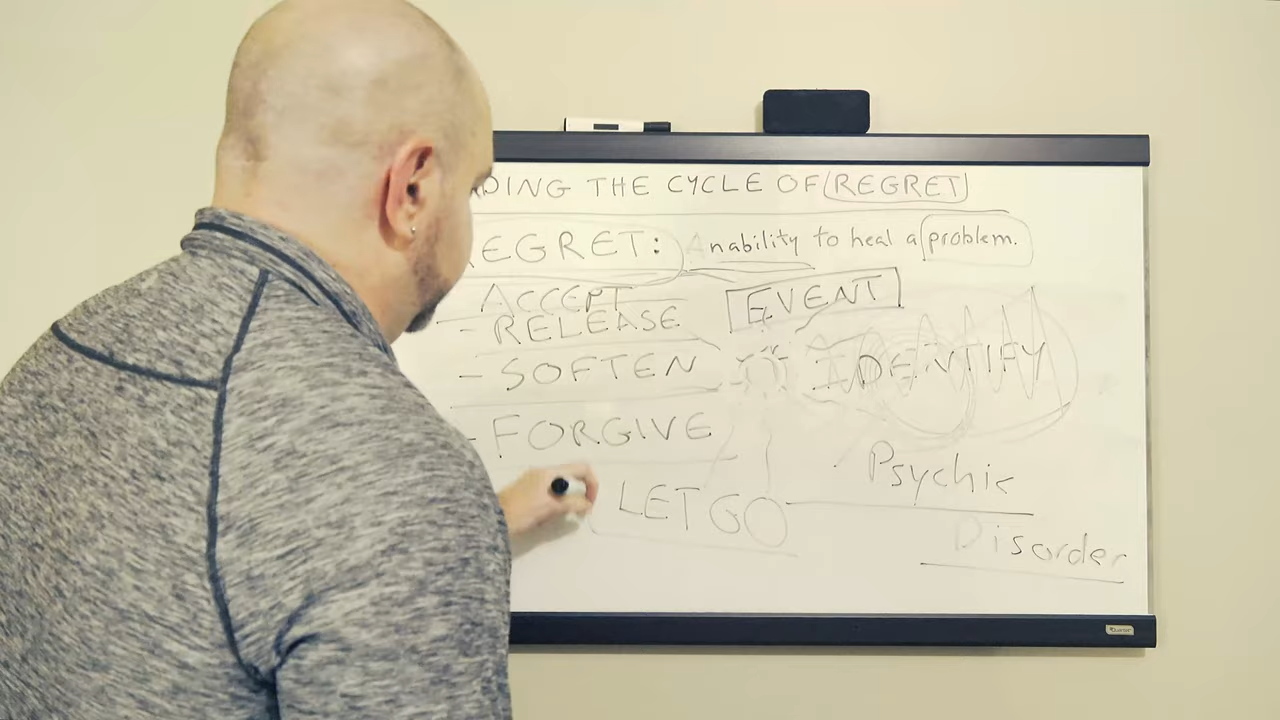 DING THE CYCLE OF REGRET
EGRET: Inability to heal a problem.
ACCEPT
- RELEASE
EVENT
- SOFTEN
IDENTIFY
- FORGIVE
Psychic
LET GO
Disorder